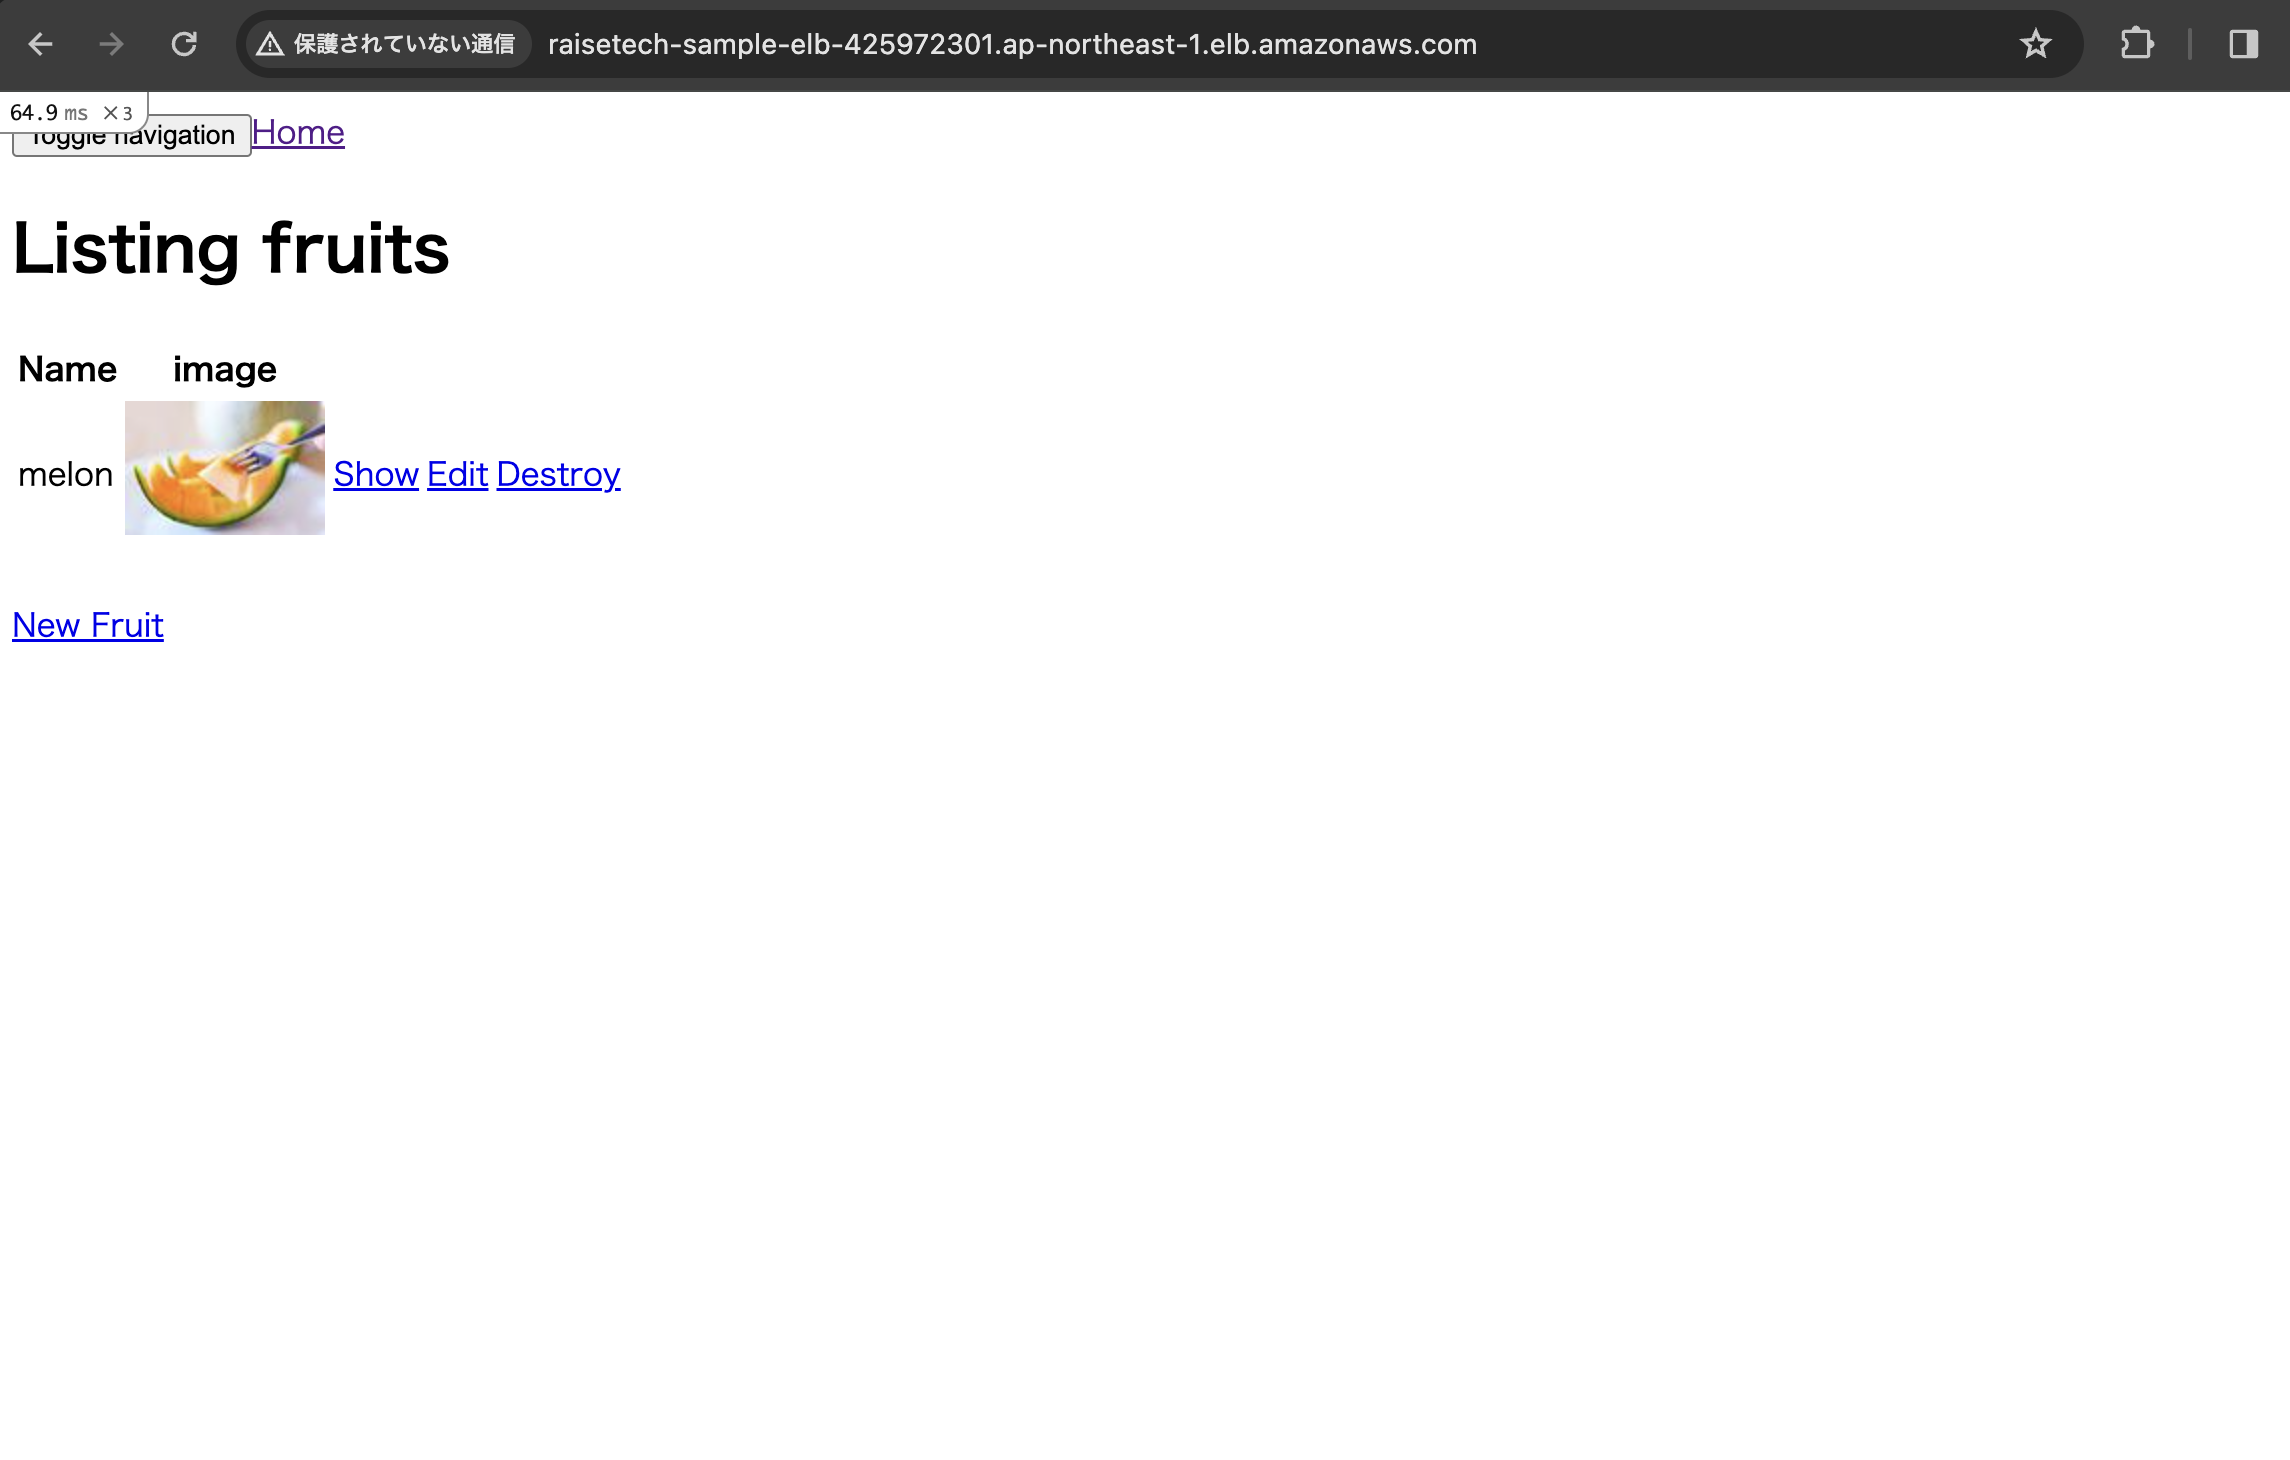 保護されていない通信 raisetech-sample-elb-425972301.ap-northeast-1.elb.amazonaws.com
64.9 ms ×3
Toggle navigation Home
Listing fruits
Name image
melon Show Edit Destroy
New Fruit